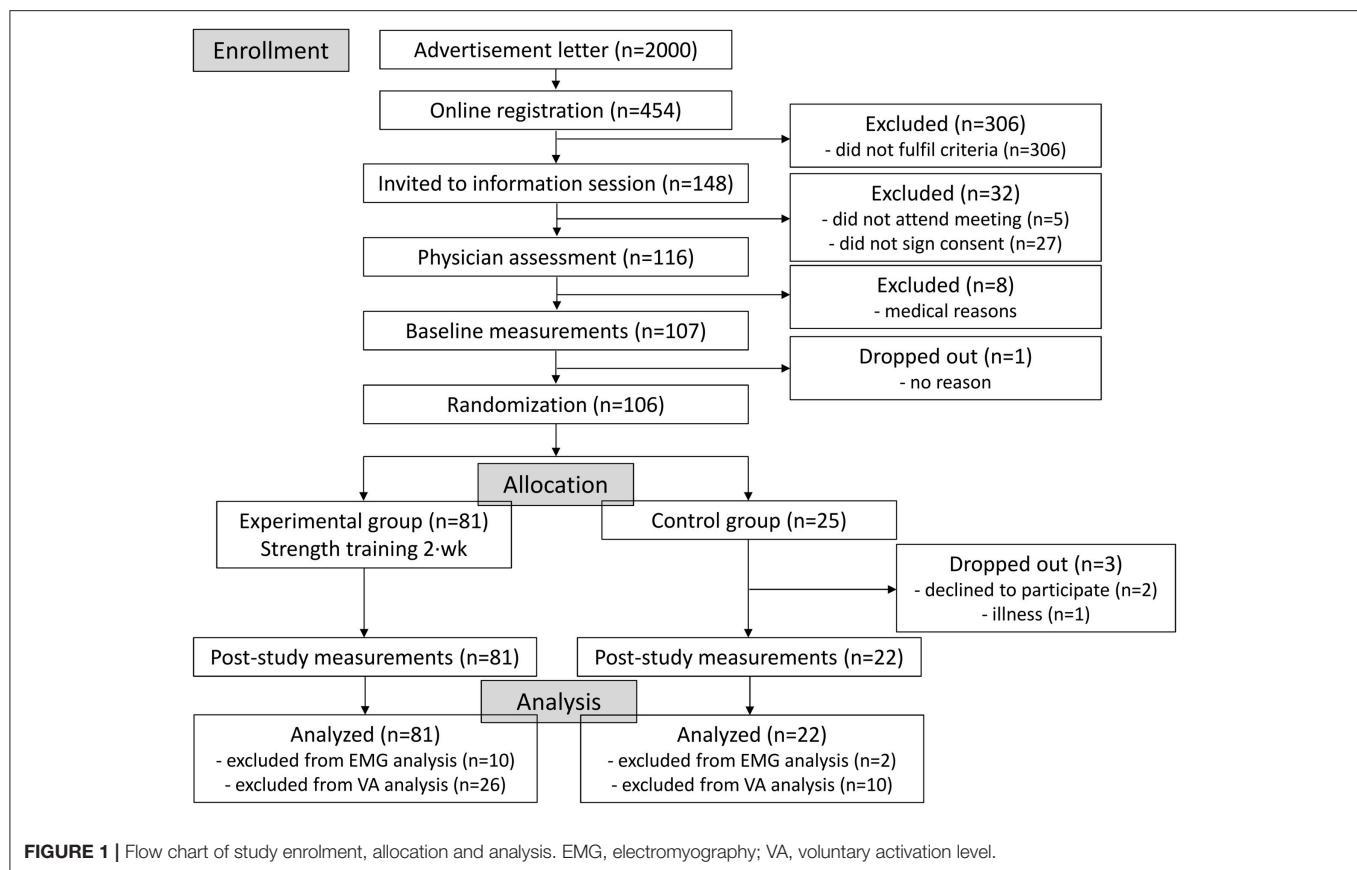 Enrollment
Advertisement letter (n=2000)
Online registration (n=454)
Excluded (n=306)
- did not fulfil criteria (n=306)
Invited to information session (n=148)
Excluded (n=32)
- did not attend meeting (n=5)
- did not sign consent (n=27)
Physician assessment (n=116)
Excluded (n=8)
- medical reasons
Baseline measurements (n=107)
Dropped out (n=1)
- no reason
Randomization (n=106)
Allocation
Experimental group (n=81)
Strength training 2·wk
Control group (n=25)
Dropped out (n=3)
- declined to participate (n=2)
- illness (n=1)
Post-study measurements (n=81)
Post-study measurements (n=22)
Analysis
Analyzed (n=81)
- excluded from EMG analysis (n=10)
- excluded from VA analysis (n=26)
Analyzed (n=22)
- excluded from EMG analysis (n=2)
- excluded from VA analysis (n=10)
FIGURE 1 | Flow chart of study enrolment, allocation and analysis. EMG, electromyography; VA, voluntary activation level.